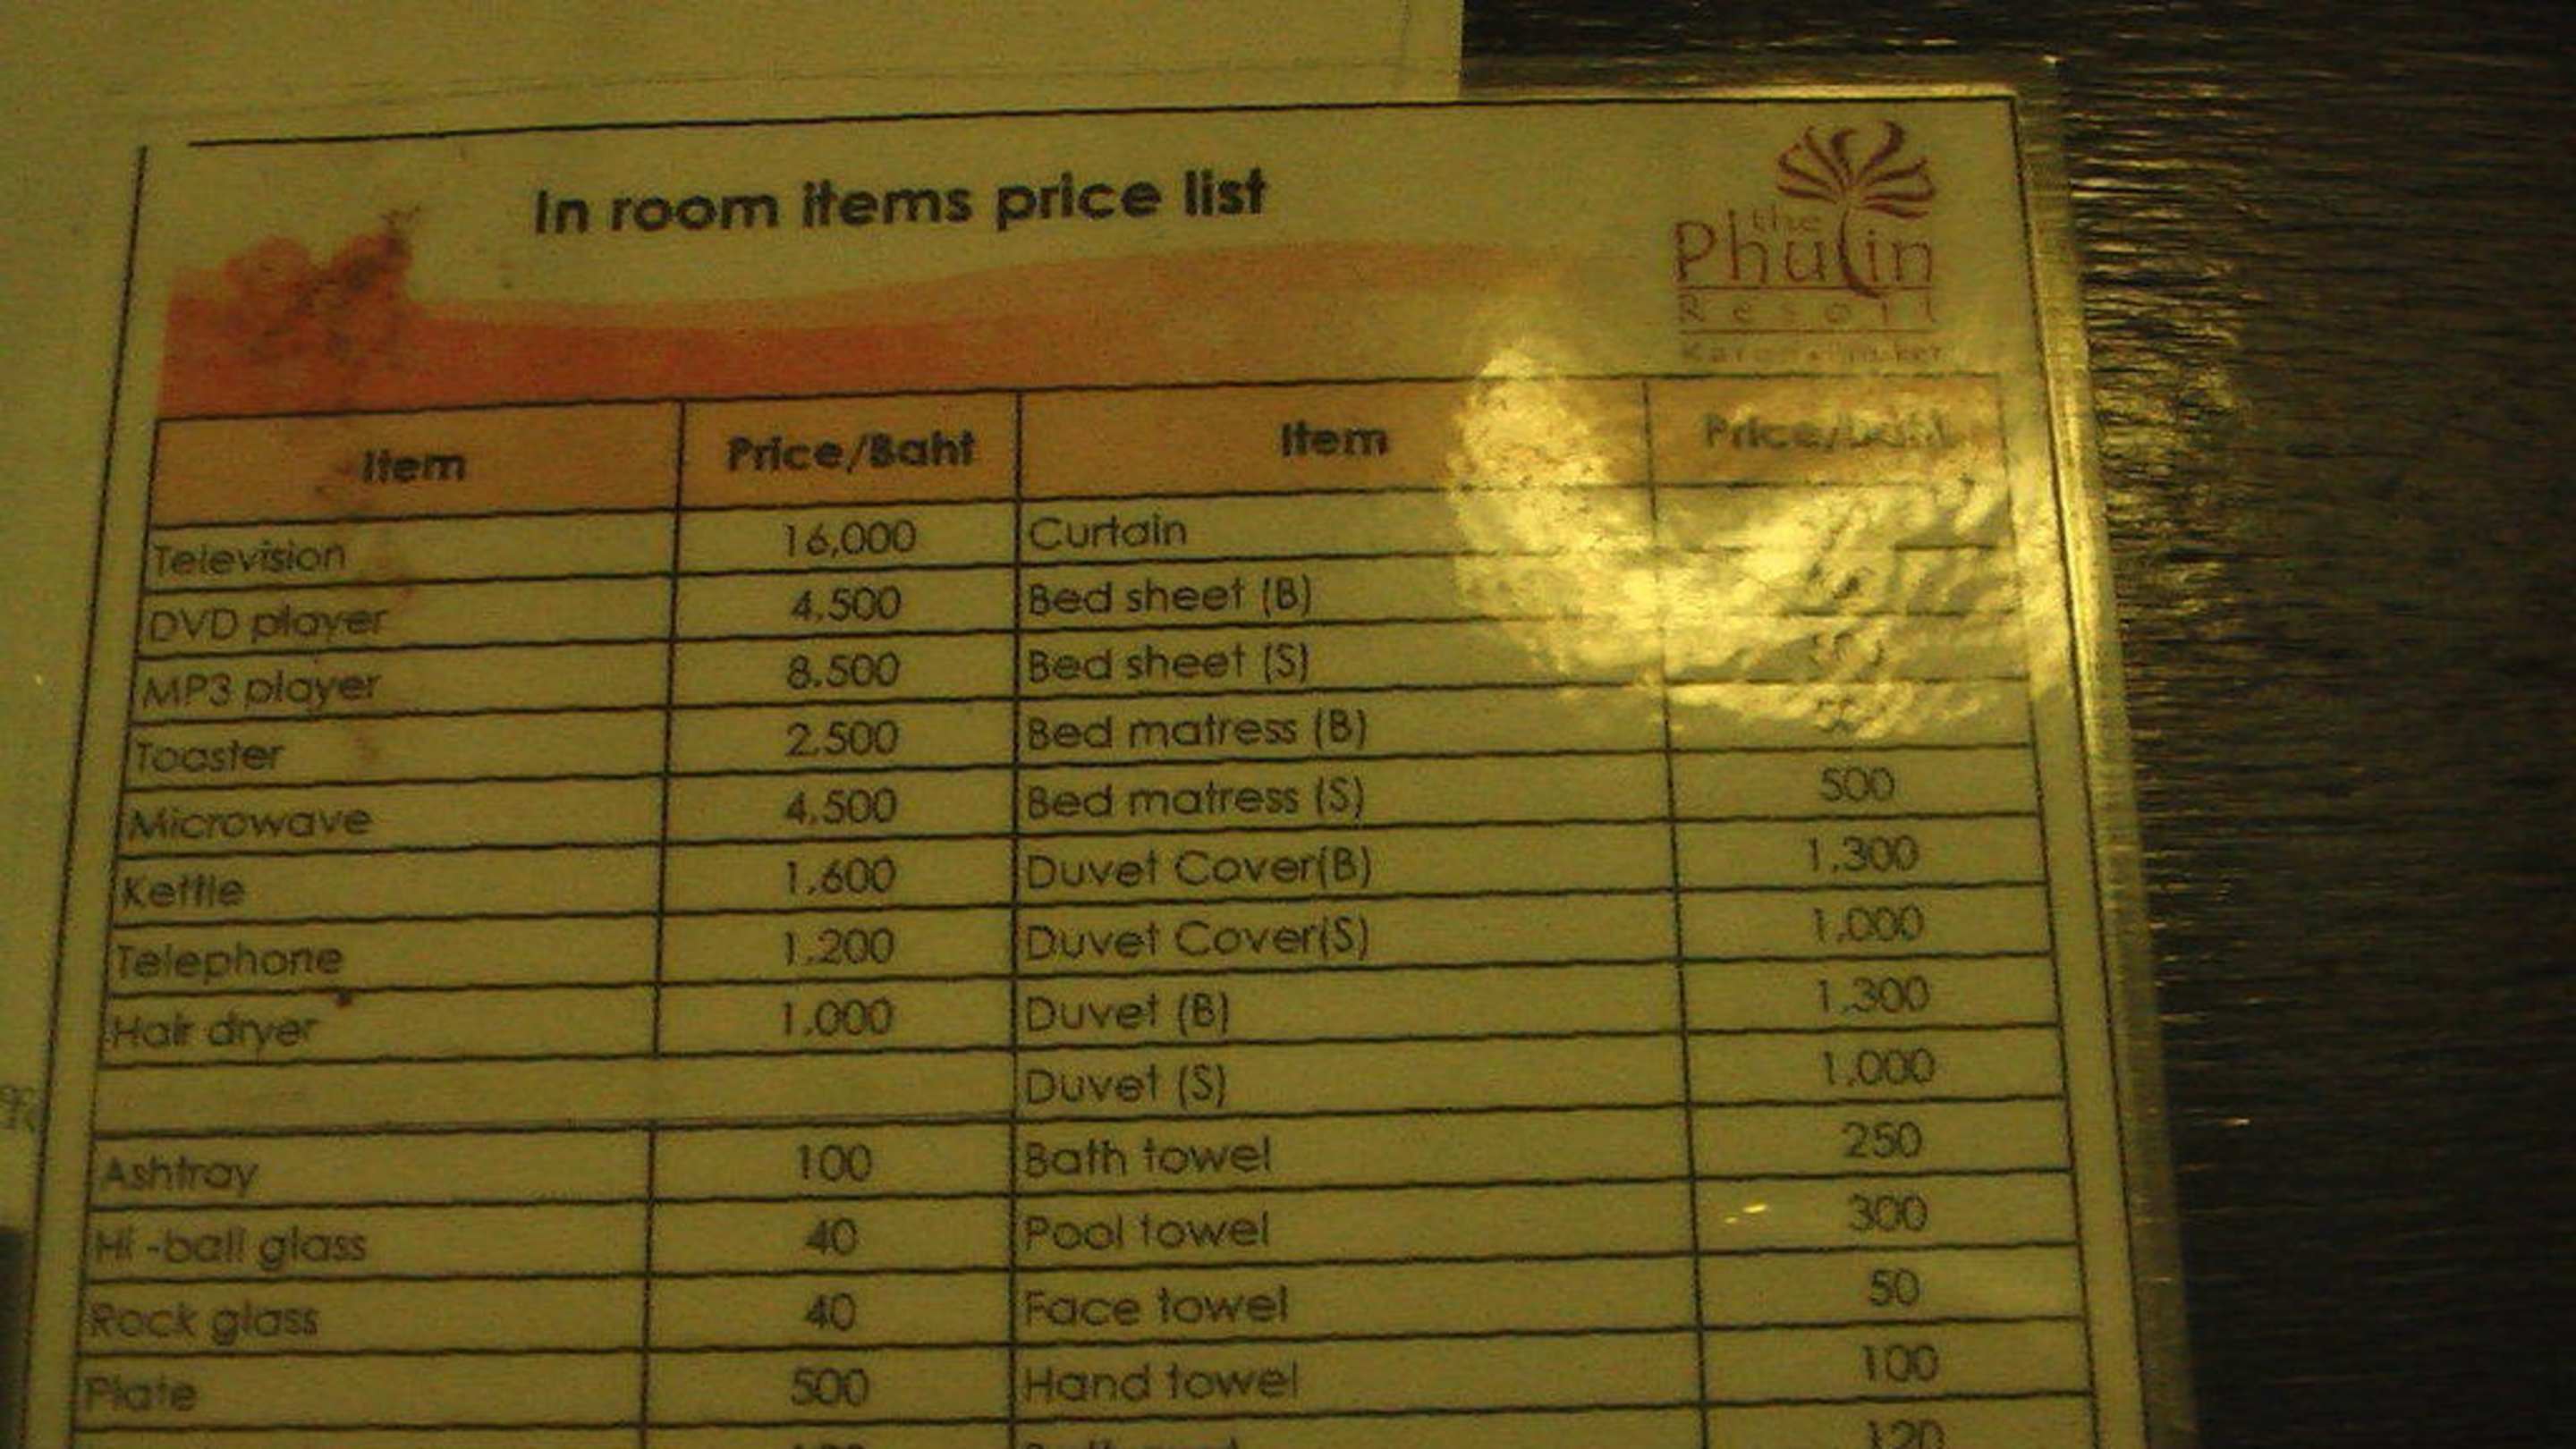 In room items price list
the
Phulin
Resort
Item Price/Baht Item Price/
Television 16,000 Curtain
DVD player 4,500 Bed sheet (B)
MP3 player 8,500 Bed sheet (S)
Toaster 2,500 Bed matress (B)
Microwave 4,500 Bed matress (S) 500
Kettle 1,600 Duvet Cover(B) 1,300
Telephone 1,200 Duvet Cover(S) 1,000
Hair dryer 1,000 Duvet (B) 1,300
Duvet (S) 1,000
Ashtray 100 Bath towel 250
Hi -ball glass 40 Pool towel 300
Rock glass 40 Face towel 50
Plate 500 Hand towel 100
120